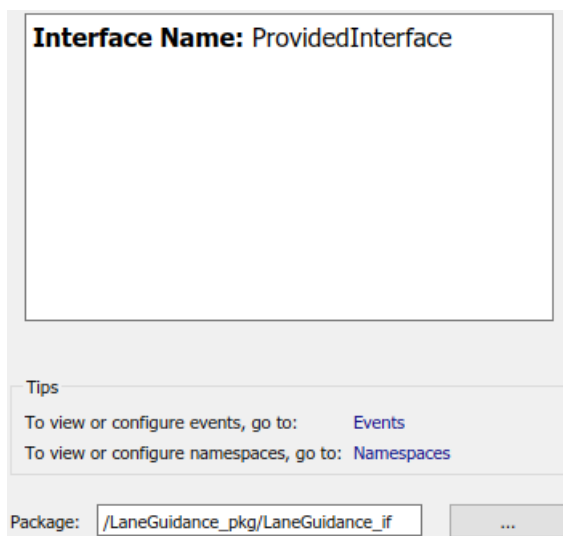 Interface Name: ProvidedInterface
Tips
To view or configure events, go to: Events
To view or configure namespaces, go to: Namespaces
Package: /LaneGuidance_pkg/LaneGuidance_if ...